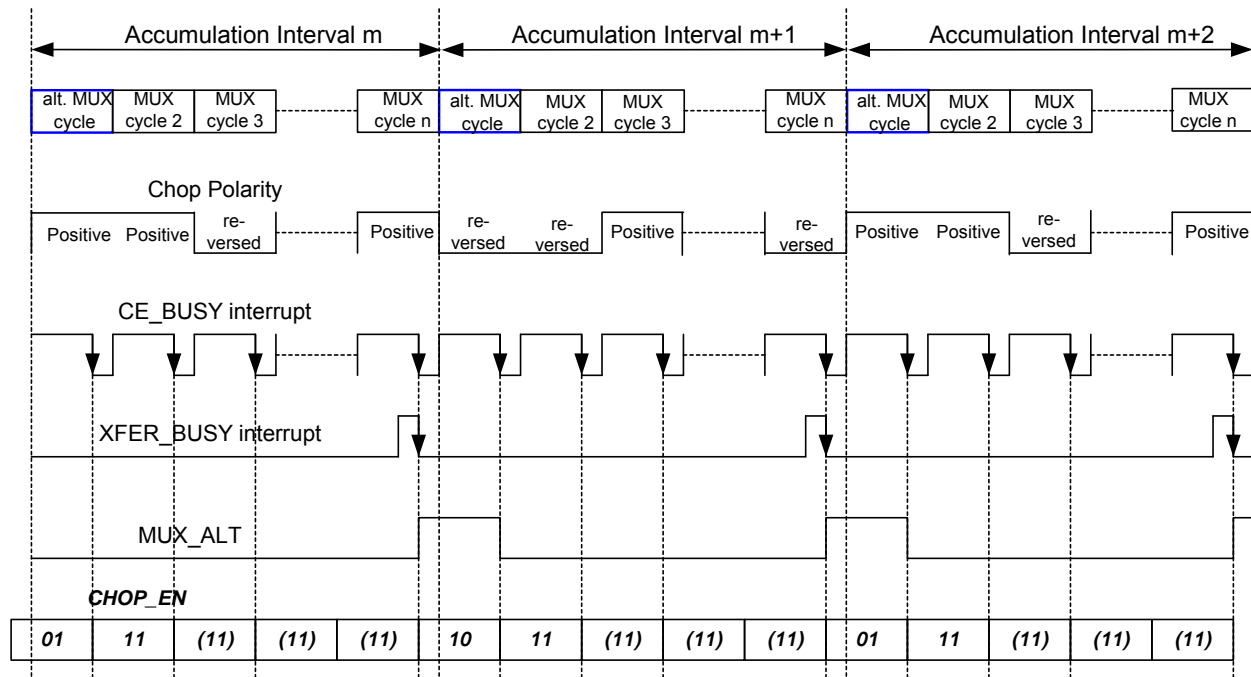 Accumulation Interval m Accumulation Interval m+1 Accumulation Interval m+2
alt. MUX cycle MUX cycle 2 MUX cycle 3 MUX cycle n alt. MUX cycle MUX cycle 2 MUX cycle 3 MUX cycle n alt. MUX cycle MUX cycle 2 MUX cycle 3 MUX cycle n
Chop Polarity
Positive Positive re-versed Positive re-versed re-versed Positive re-versed Positive Positive re-versed Positive
CE_BUSY interrupt
XFER_BUSY interrupt
MUX_ALT
CHOP_EN
01 11 (11) (11) (11) 10 11 (11) (11) (11) 01 11 (11) (11) (11)